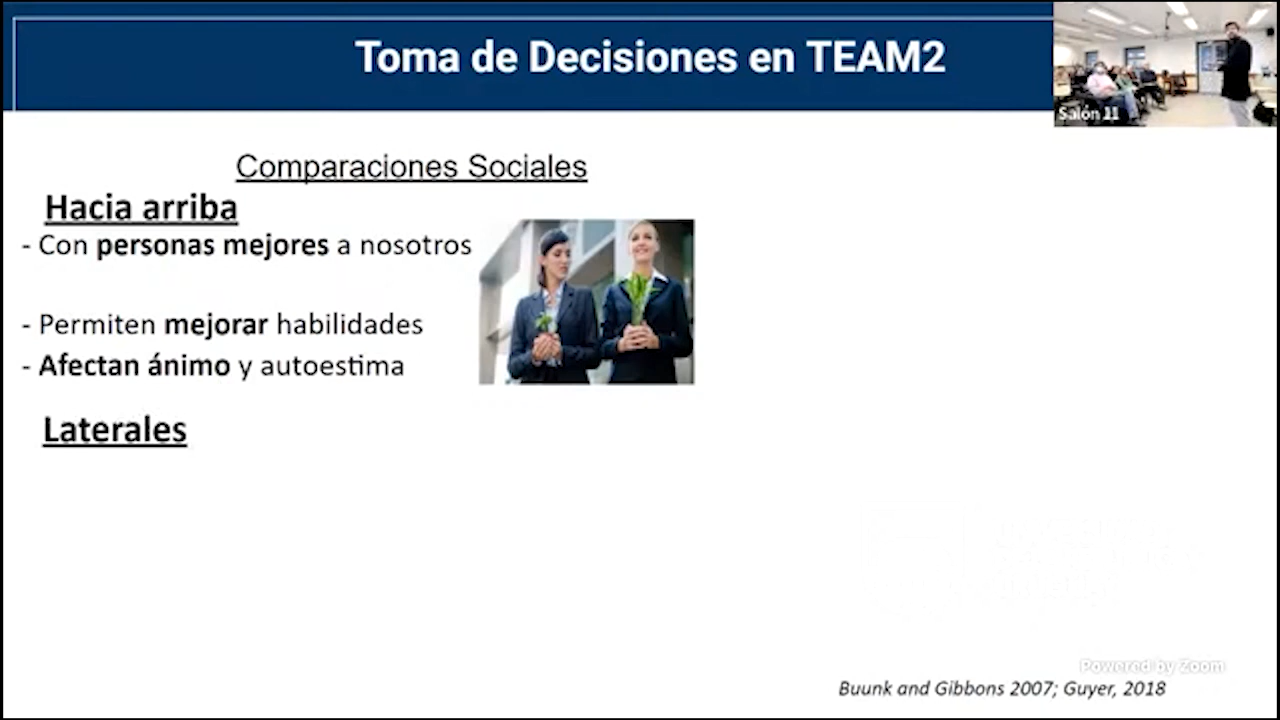 Toma de Decisiones en TEAM2
Salón 11
Comparaciones Sociales
Hacia arriba
- Con personas mejores a nosotros
- Permiten mejorar habilidades
- Afectan ánimo y autoestima
Laterales
Powered by Zoom
Buunk and Gibbons 2007; Guyer, 2018